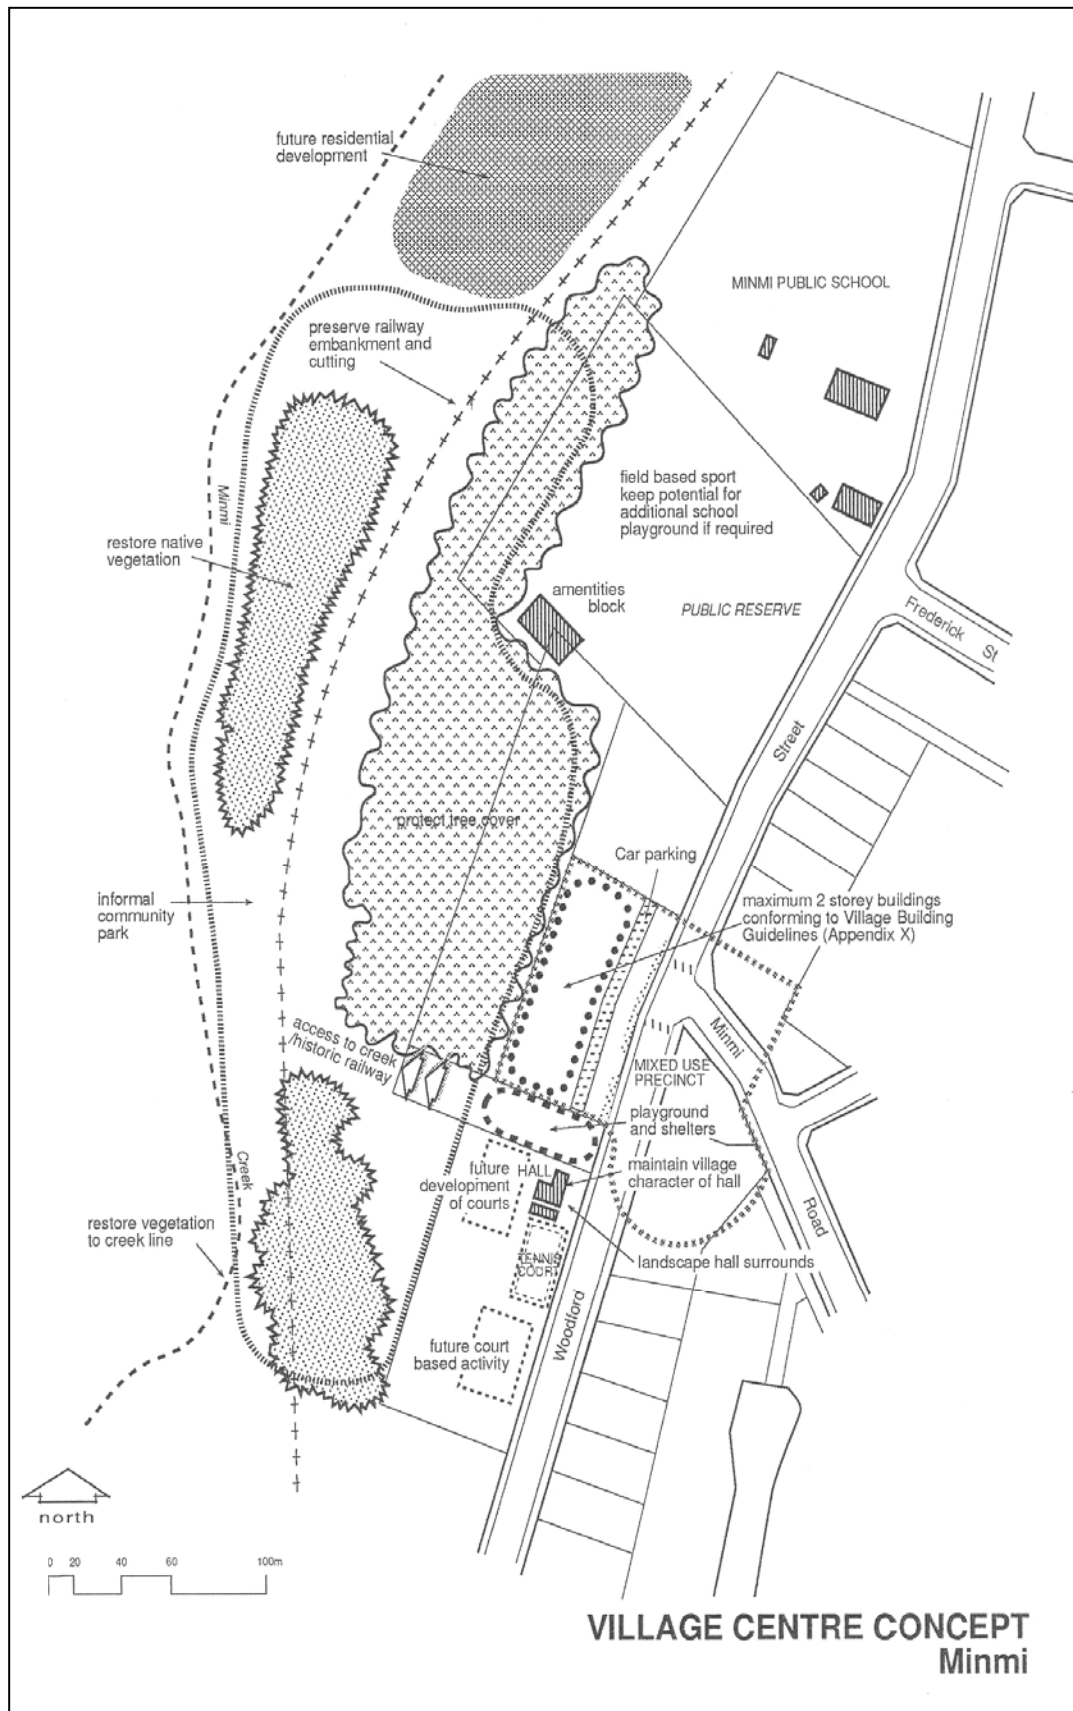 future residential
development
MINMI PUBLIC SCHOOL
preserve railway
embankment and
cutting
field based sport
keep potential for
additional school
playground if required
Minmi
restore native
vegetation
amentities
block
PUBLIC RESERVE
Frederick St
Street
protect tree cover
Car parking
informal
community
park
maximum 2 storey buildings
conforming to Village Building
Guidelines (Appendix X)
access to creek
/historic railway
Minmi
MIXED USE
PRECINCT
playground
and shelters
Creek
future
development
of courts
HALL
maintain village
character of hall
Road
restore vegetation
to creek line
TENNIS
COURT
landscape hall surrounds
Woodford
future court
based activity
north
0 20 40 60 100m
VILLAGE CENTRE CONCEPT
Minmi